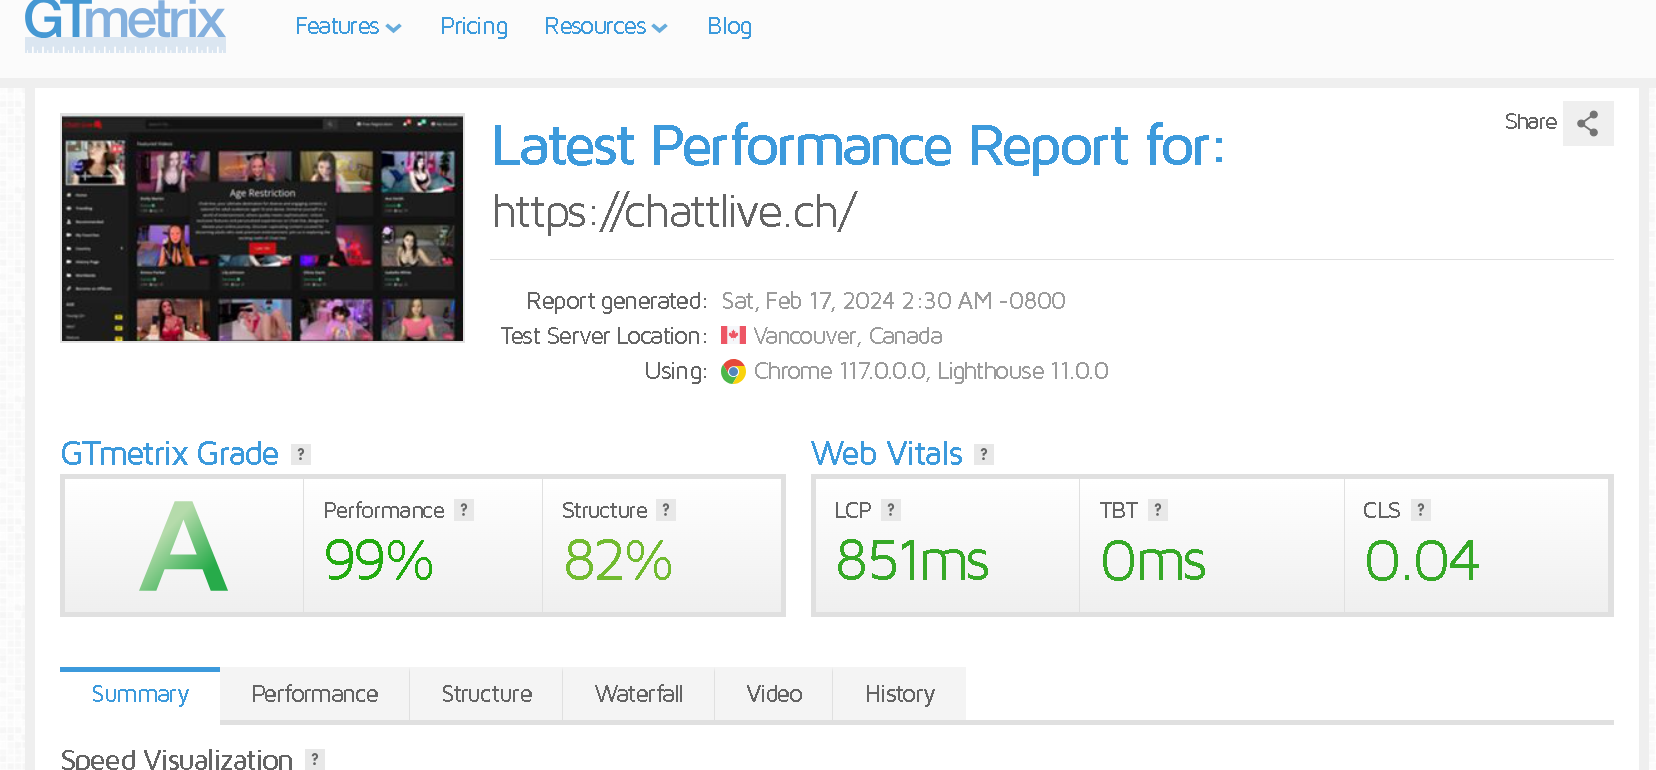 GTmetrix
Features Pricing Resources Blog
Share
Latest Performance Report for:
https://chattlive.ch/
Report generated: Sat, Feb 17, 2024 2:30 AM -0800
Test Server Location: Vancouver, Canada
Using: Chrome 117.0.0.0, Lighthouse 11.0.0
Age Restriction
GTmetrix Grade ?
Web Vitals ?
Performance ?
Structure ?
LCP ?
TBT ?
CLS ?
A
99%
82%
851ms
0ms
0.04
Summary Performance Structure Waterfall Video History
Speed Visualization ?